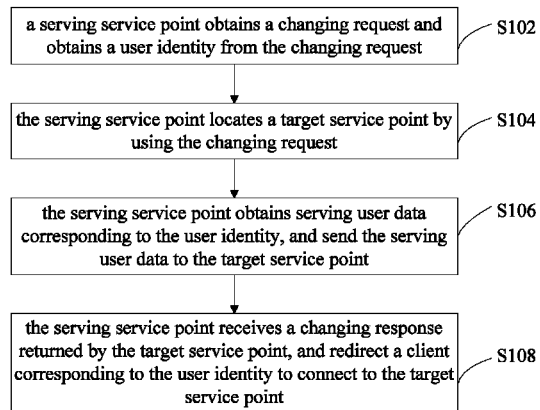 a serving service point obtains a changing request and
obtains a user identity from the changing request
S102
the serving service point locates a target service point by
using the changing request
S104
the serving service point obtains serving user data
corresponding to the user identity, and send the serving
user data to the target service point
S106
the serving service point receives a changing response
returned by the target service point, and redirect a client
corresponding to the user identity to connect to the target
service point
S108